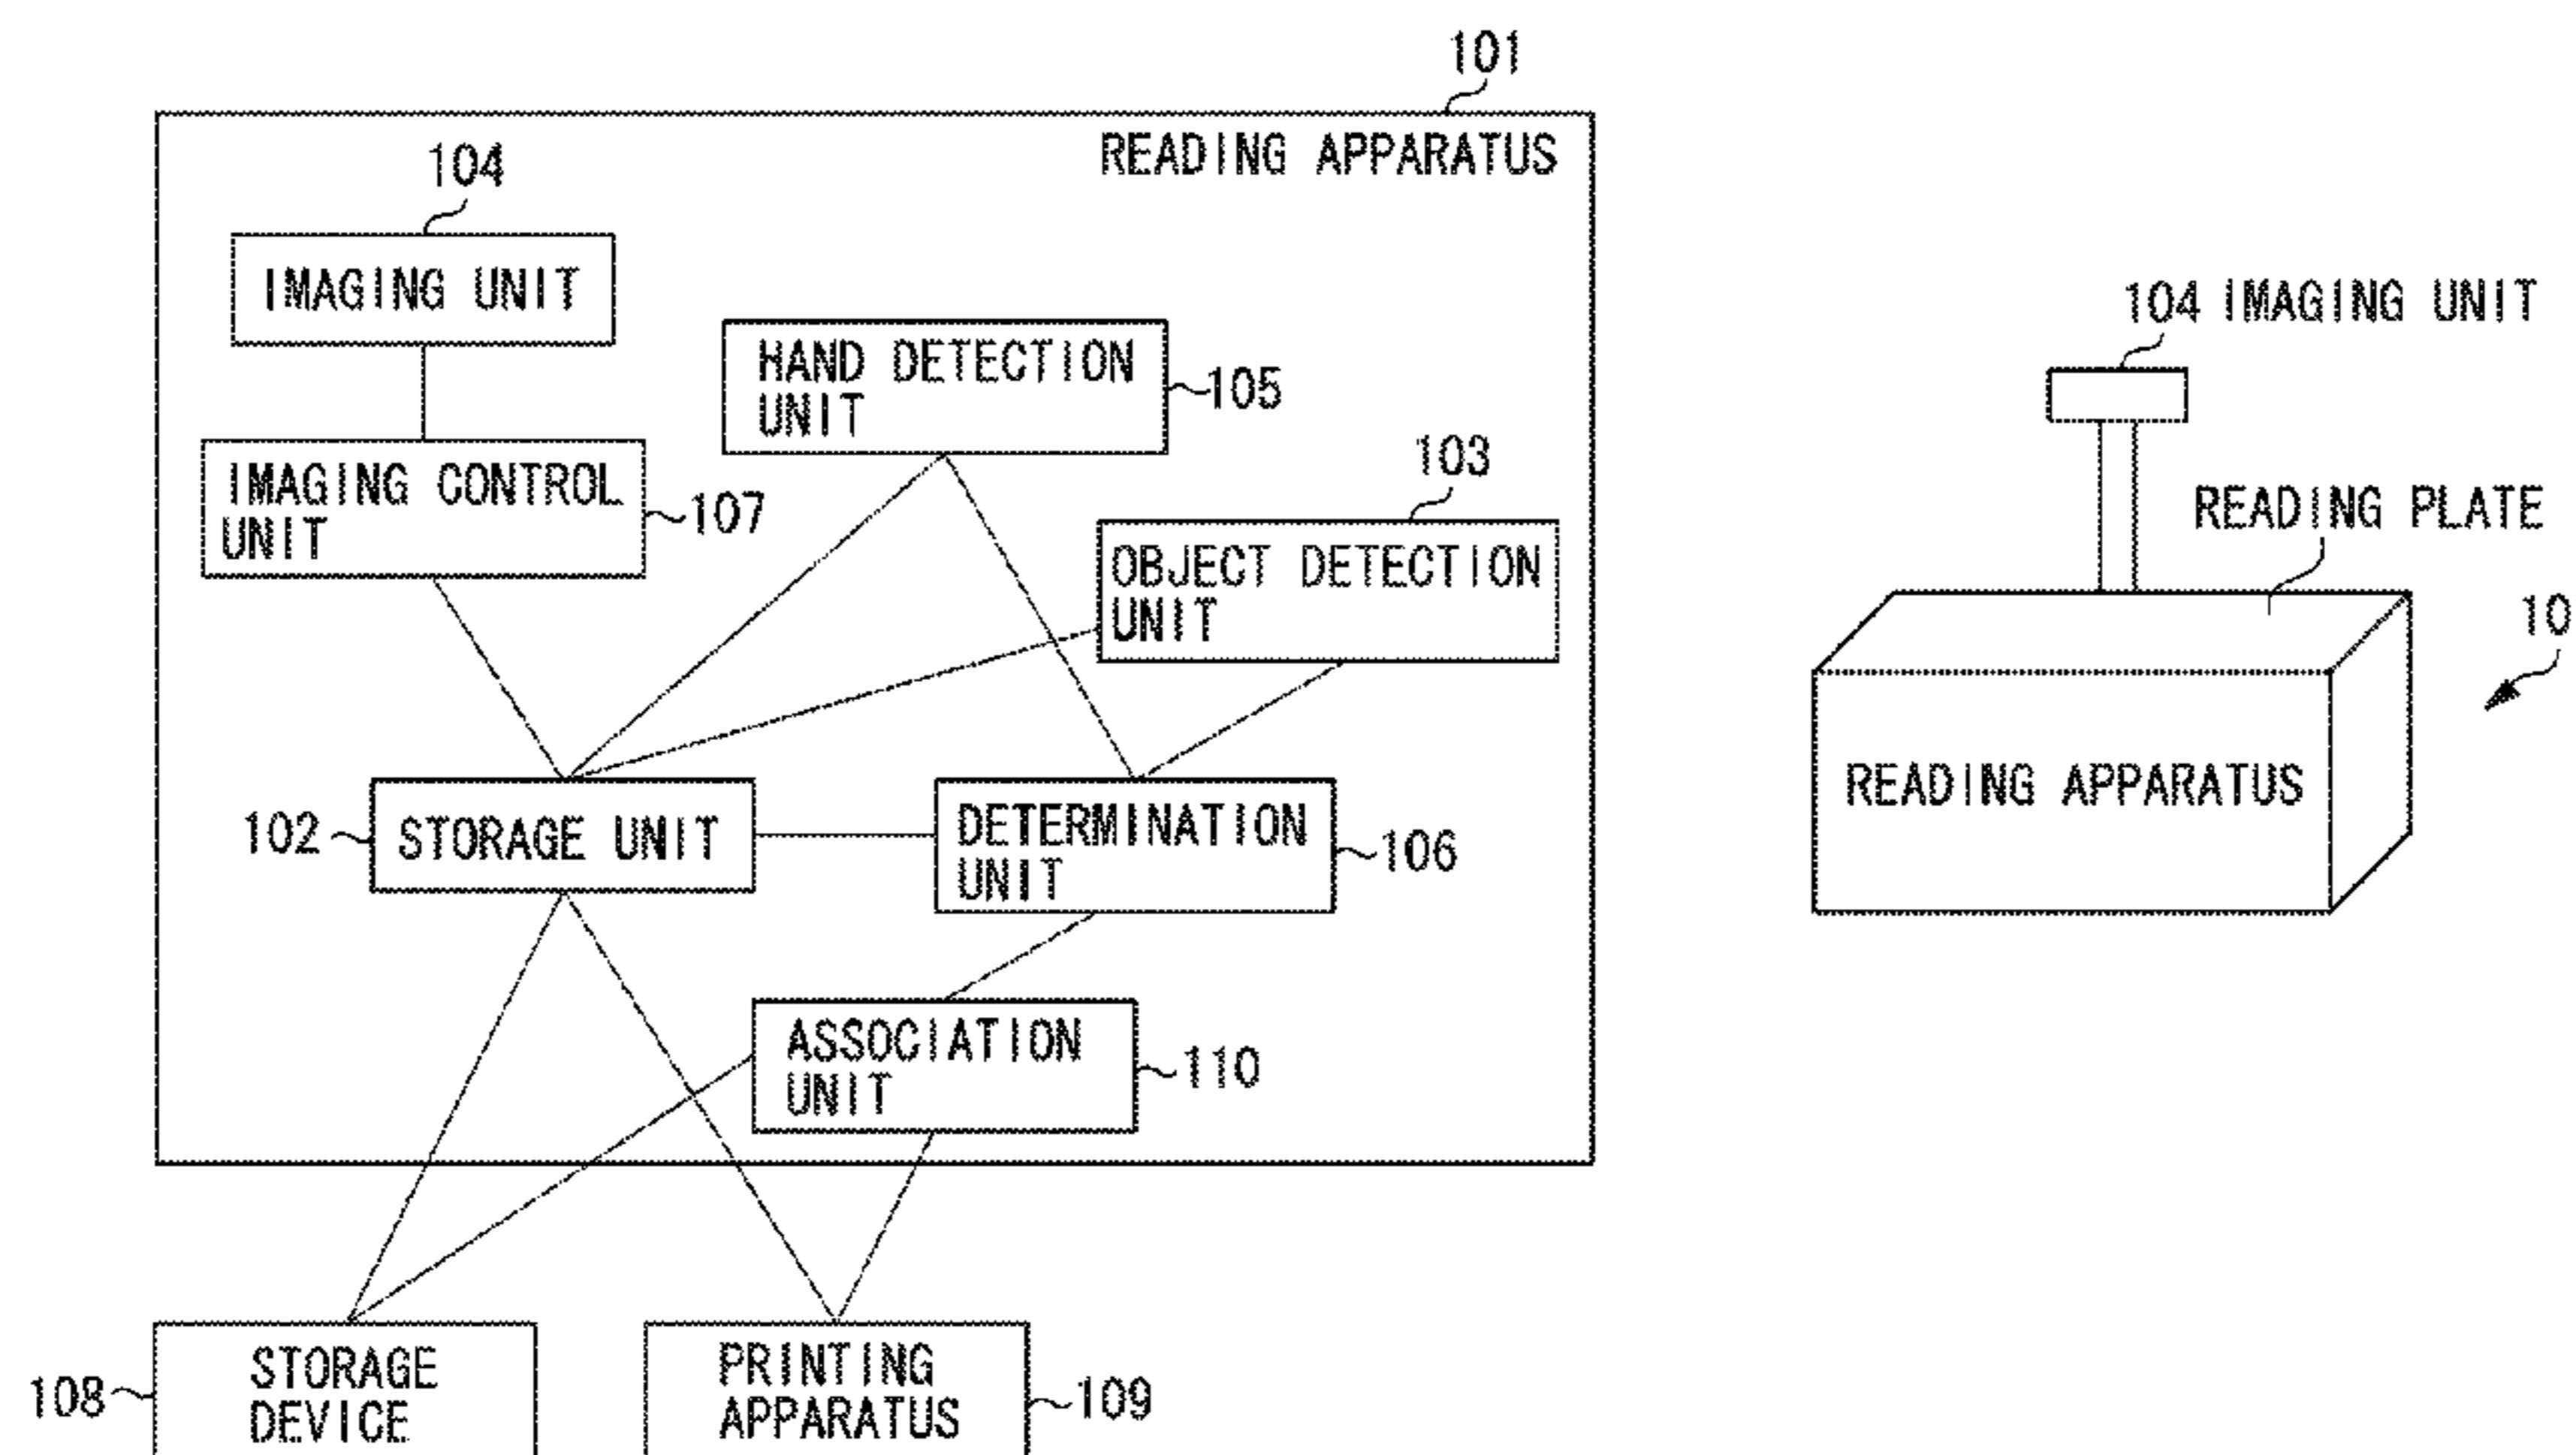 101
READING APPARATUS
104
IMAGING UNIT
HAND DETECTION
UNIT
105
103
IMAGING CONTROL
UNIT
107
OBJECT DETECTION
UNIT
102
STORAGE UNIT
DETERMINATION
UNIT
106
ASSOCIATION
UNIT
110
108
STORAGE
DEVICE
PRINTING
APPARATUS
109
104 IMAGING UNIT
READING PLATE
10
READING APPARATUS